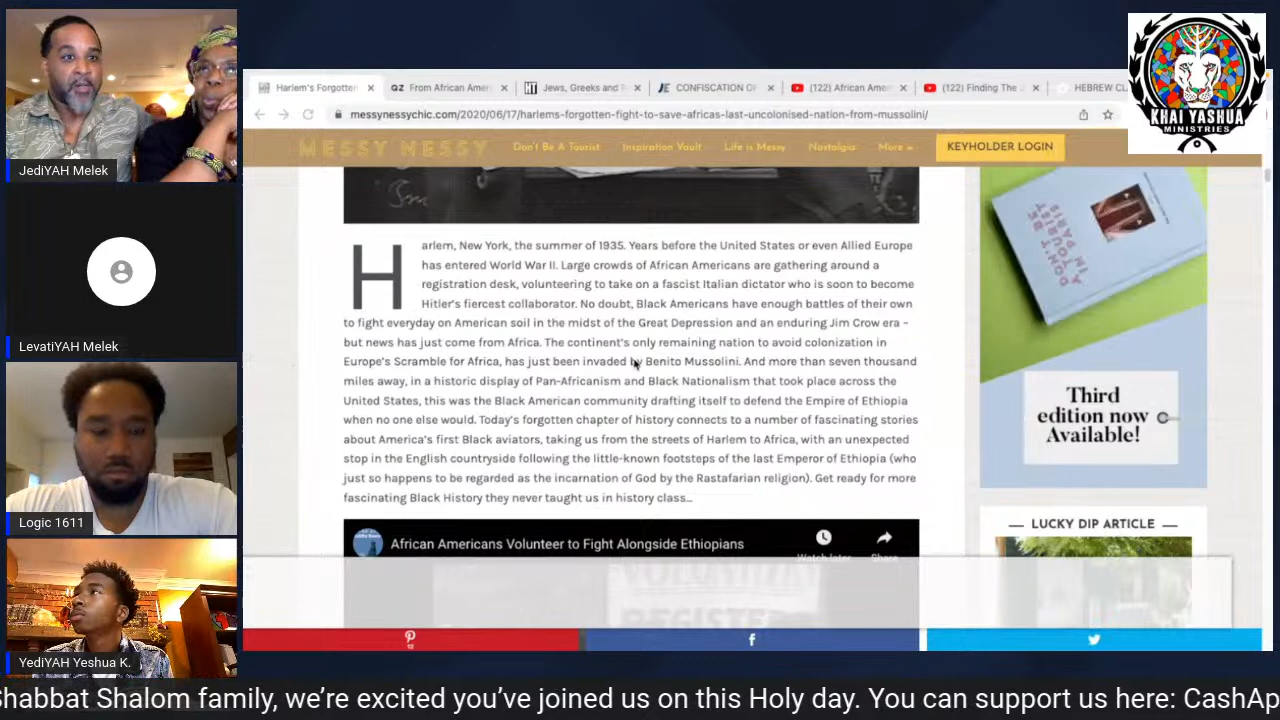 JediYAH Melek
LevatiYAH Melek
Logic 1611
YediYAH Yeshua K.
KHAI YASHUA
MINISTRIES
Harlem's Forgotten
QZ From African Amer
HT Jews, Greeks and
CONFISCATION OF
(122) African Amer
(122) Finding The
HEBREW CL
messynessychic.com/2020/06/19/harlems-forgotten-fight-to-save-africas-last-uncolonised-nation-from-mussolini/
MESSY NESS
Don't Be A Tourist
Inspiration Vault
Life is Messy
Nostalgia
More
KEYHOLDER LOGIN
Harlem, New York, the summer of 1935. Years before the United States or even Allied Europe
has entered World War II. Large crowds of African Americans are gathering around a
registration desk, volunteering to take on a fascist Italian dictator who is soon to become
Hitler's fiercest collaborator. No doubt, Black Americans have enough battles of their own
to fight everyday on American soil in the midst of the Great Depression and an enduring Jim Crow era –
but news has just come from Africa. The continent's only remaining nation to avoid colonization in
Europe's Scramble for Africa, has just been invaded by Benito Mussolini. And more than seven thousand
miles away, in a historic display of Pan-Africanism and Black Nationalism that took place across the
United States, this was the Black American community drafting itself to defend the Empire of Ethiopia
when no one else would. Today's forgotten chapter of history connects to a number of fascinating stories
about America's first Black aviators, taking us from the streets of Harlem to Africa, with an unexpected
stop in the English countryside following the little-known footsteps of the last Emperor of Ethiopia (who
just so happens to be regarded as the incarnation of God by the Rastafarian religion). Get ready for more
fascinating Black History they never taught us in history class...
African Americans Volunteer to Fight Alongside Ethiopians
Watch later
Share
REGISTER
Third
edition now
Available!
LUCKY DIP ARTICLE
Shabbat Shalom family, we're excited you've joined us on this Holy day. You can support us here: CashAp